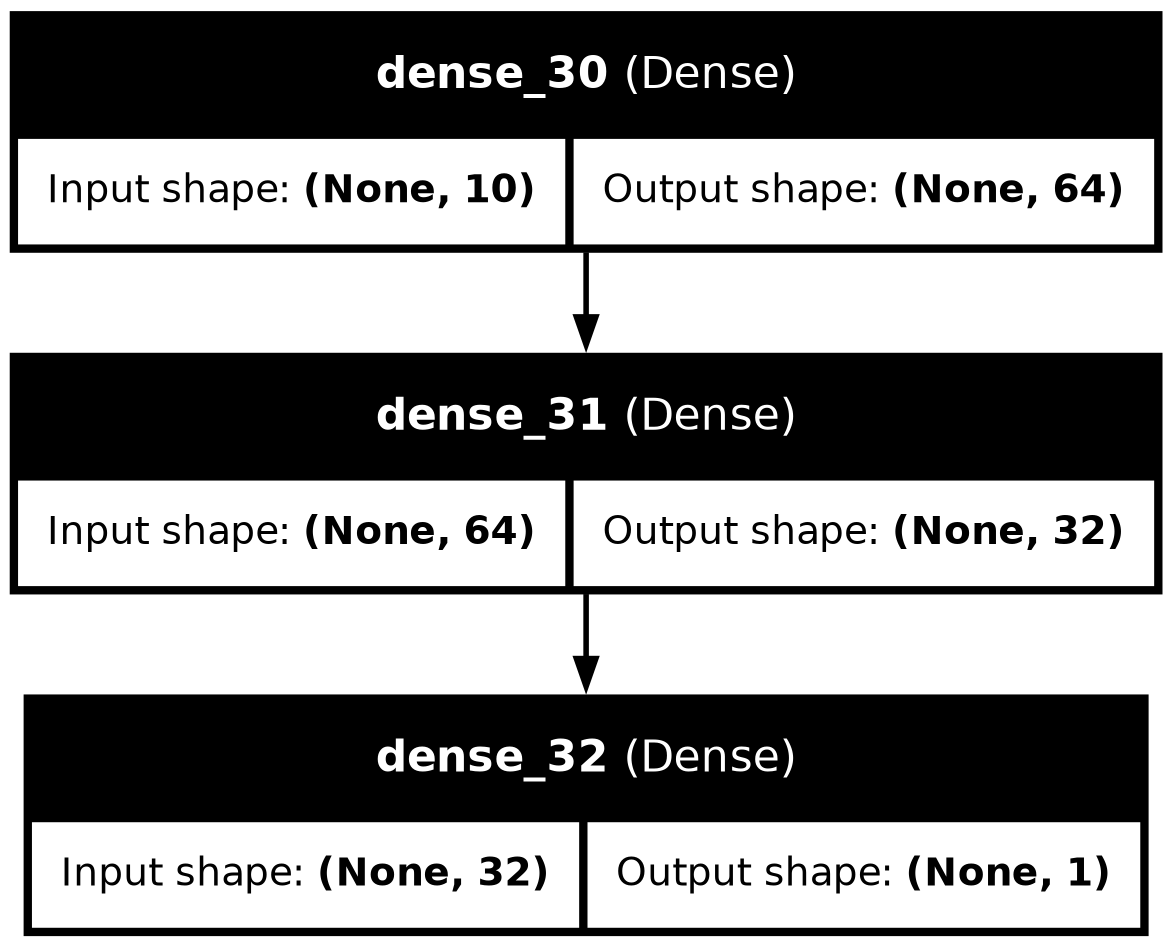 dense_30 (Dense)
Input shape: (None, 10) Output shape: (None, 64)
dense_31 (Dense)
Input shape: (None, 64) Output shape: (None, 32)
dense_32 (Dense)
Input shape: (None, 32) Output shape: (None, 1)